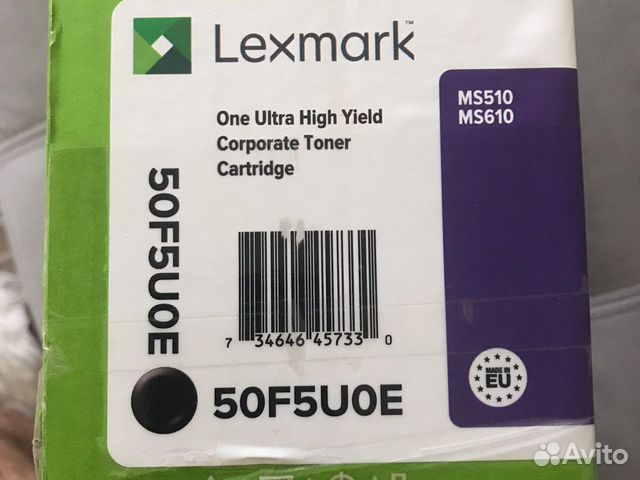 Lexmark™
One Ultra High Yield
Corporate Toner
Cartridge
MS510
MS610
50F5U0E
7 34646 45733 0
50F5U0E
MADE IN
EU
Avito